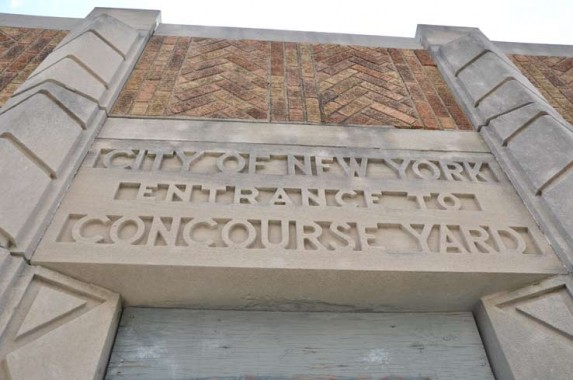 CITY OF NEW YORK
ENTRANCE TO
CONCOURSE YARD